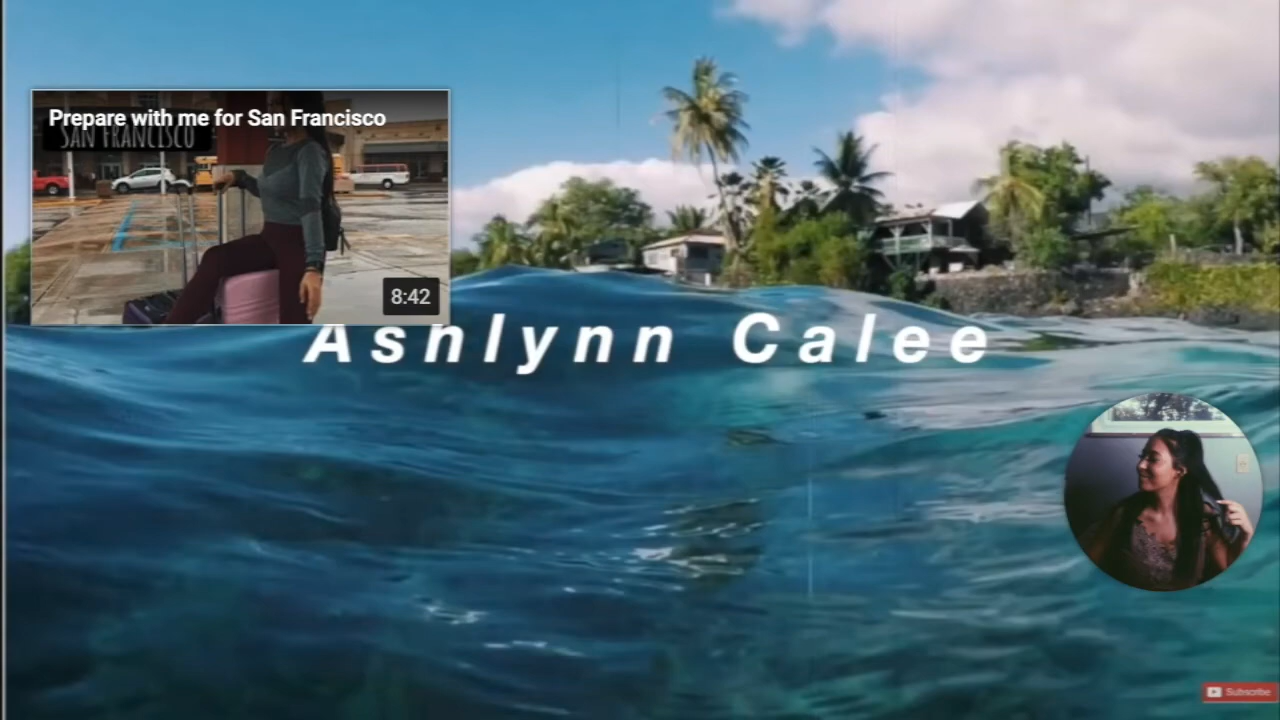 Prepare with me for San Francisco
SAN FRANCISCO
8:42
Ashlynn Calee
Subscribe